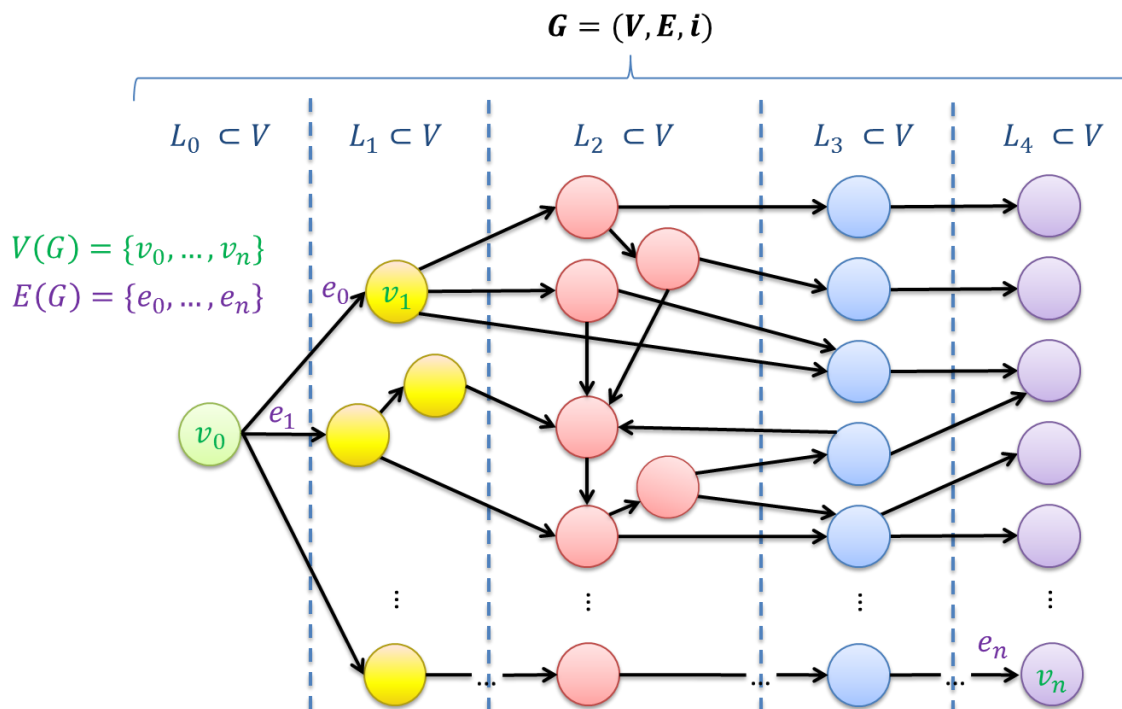 G = (V, E, i)
L₀ ⊂ V
L₁ ⊂ V
L₂ ⊂ V
L₃ ⊂ V
L₄ ⊂ V
V(G) = {v₀, …, vₙ}
E(G) = {e₀, …, eₙ}
e₀
v₁
e₁
v₀
⋮
⋮
⋮
⋮
eₙ
...
...
...
vₙ